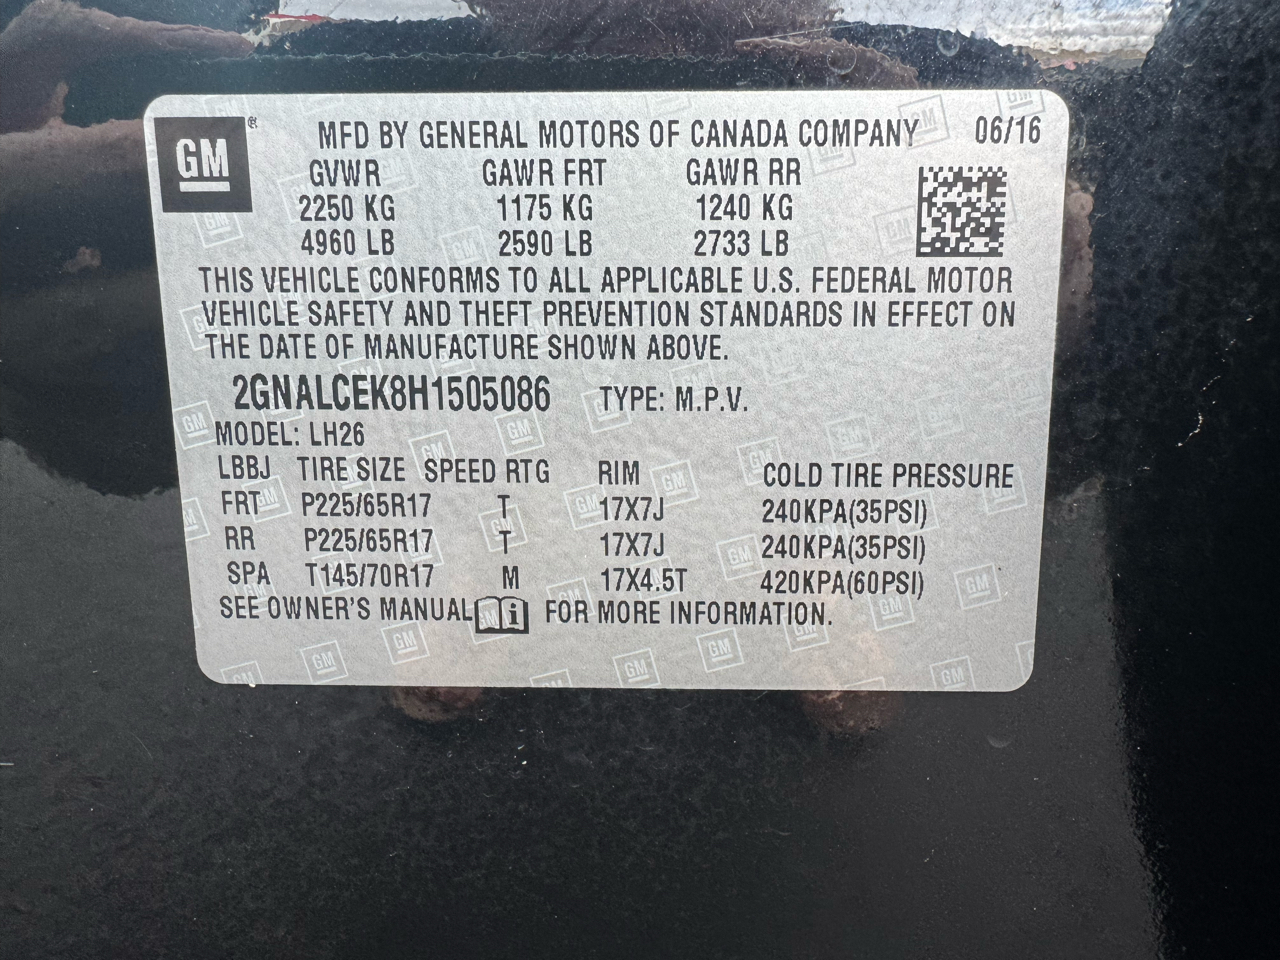 GM ® MFD BY GENERAL MOTORS OF CANADA COMPANY 06/16
GVWR GAWR FRT GAWR RR
2250 KG 1175 KG 1240 KG
4960 LB 2590 LB 2733 LB
THIS VEHICLE CONFORMS TO ALL APPLICABLE U.S. FEDERAL MOTOR
VEHICLE SAFETY AND THEFT PREVENTION STANDARDS IN EFFECT ON
THE DATE OF MANUFACTURE SHOWN ABOVE.
2GNALCEK8H1505086 TYPE: M.P.V.
MODEL: LH26
LBBJ TIRE SIZE SPEED RTG RIM COLD TIRE PRESSURE
FRT P225/65R17 T 17X7J 240KPA(35PSI)
RR P225/65R17 T 17X7J 240KPA(35PSI)
SPA T145/70R17 M 17X4.5T 420KPA(60PSI)
SEE OWNER'S MANUAL i FOR MORE INFORMATION.